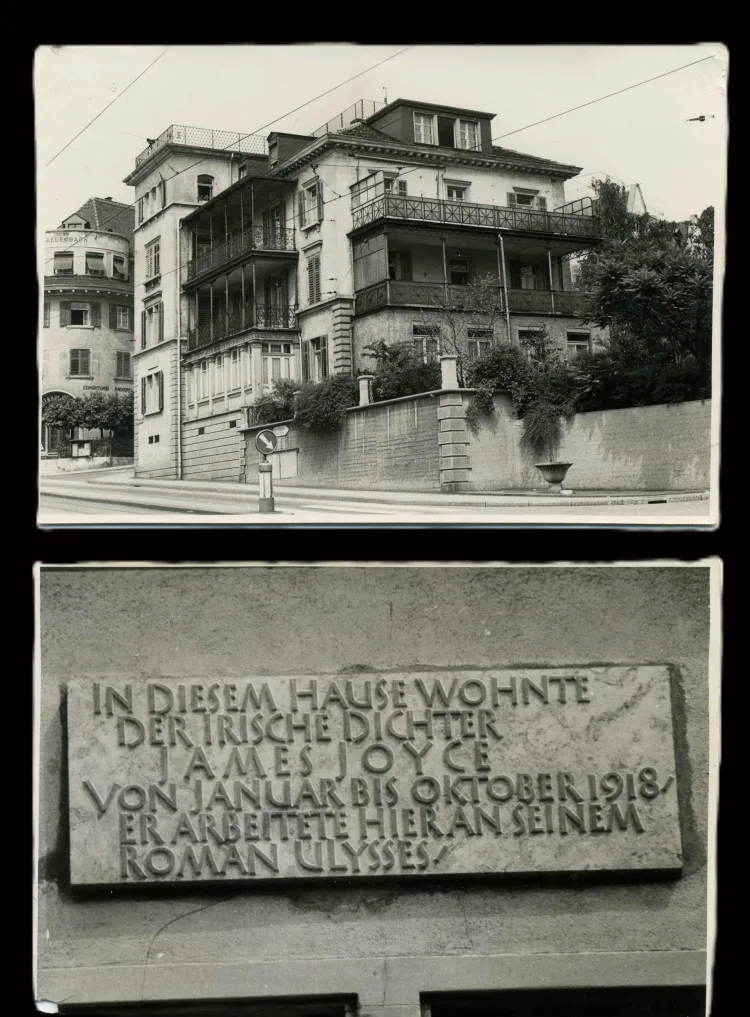 IN DIESEM HAUSE WOHNTE
DER IRISCHE DICHTER
JAMES JOYCE
VON JANUAR BIS OKTOBER 1918/
ER ARBEITETE HIER AN SEINEM
ROMAN ULYSSES/